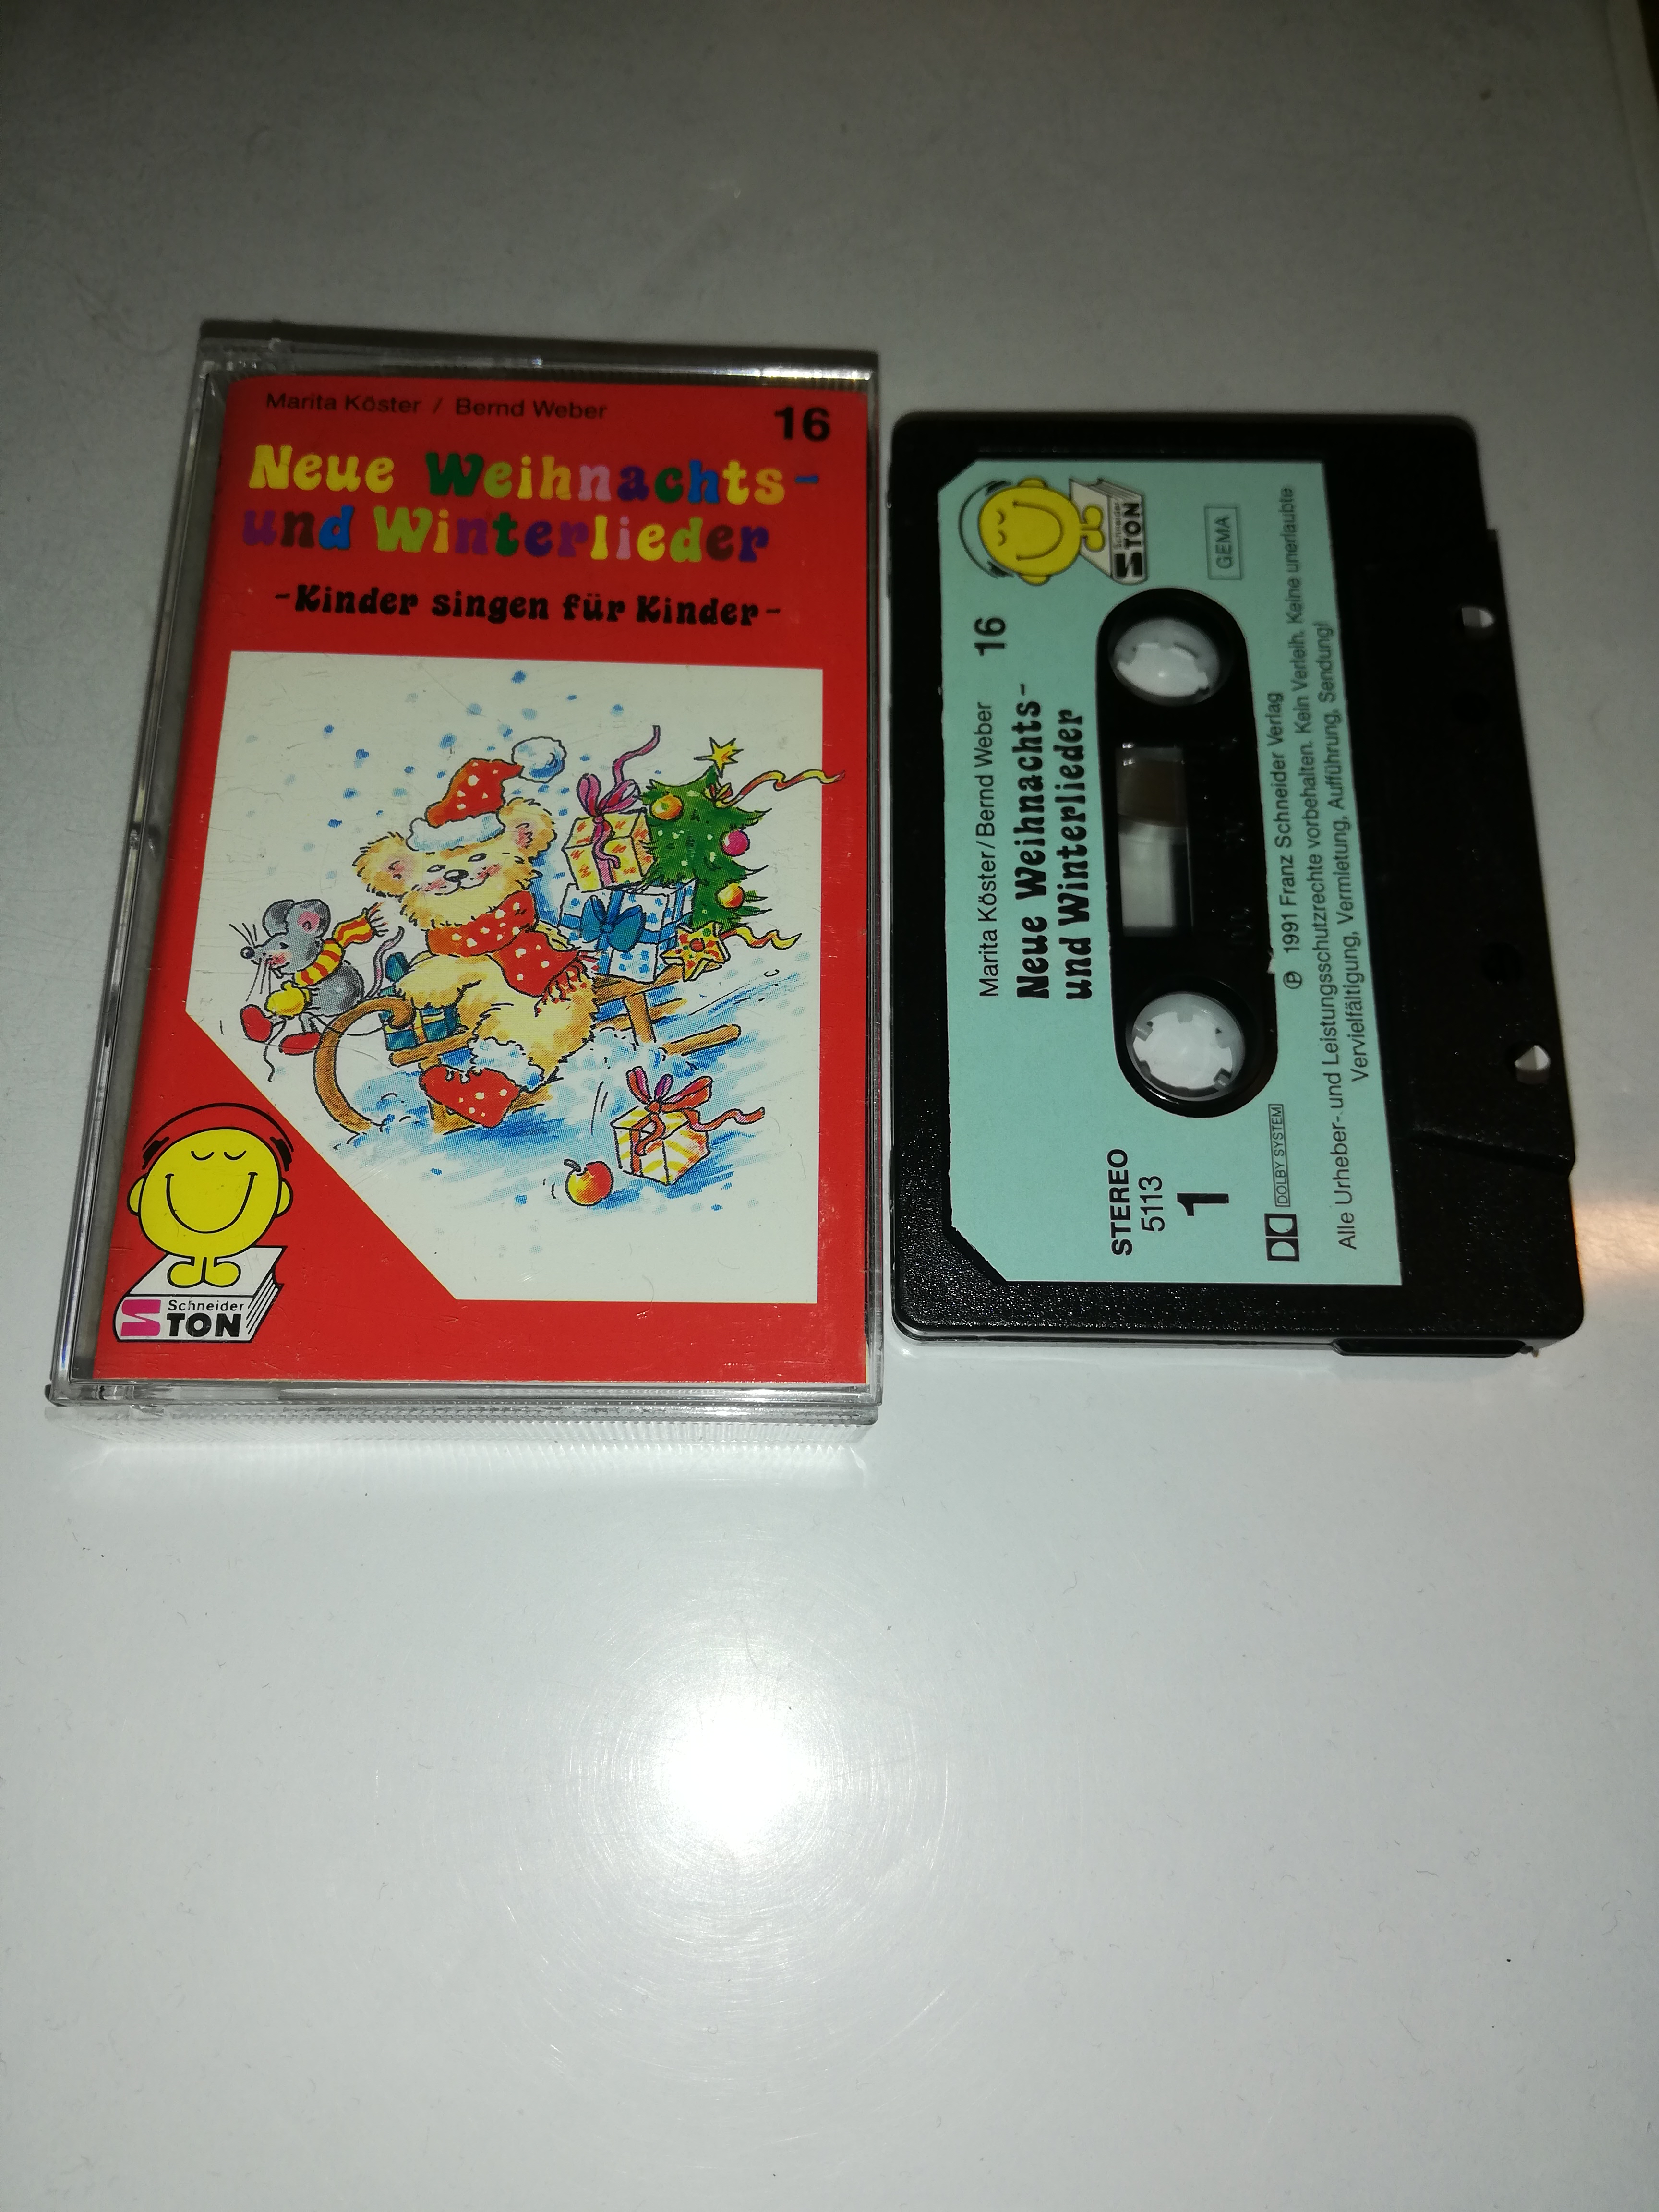 Marita Köster / Bernd Weber
16
Neue Weihnachts-
und Winterlieder
-Kinder singen für Kinder-
Schneider
TON
Schneider
TON
GEMA
Marita Köster/Bernd Weber 16
Neue Weihnachts-
und Winterlieder
STEREO
5113
1
DOLBY SYSTEM
℗ 1991 Franz Schneider Verlag
Alle Urheber- und Leistungsschutzrechte vorbehalten. Kein Verleih. Keine unerlaubte
Vervielfältigung, Vermietung, Aufführung, Sendung!